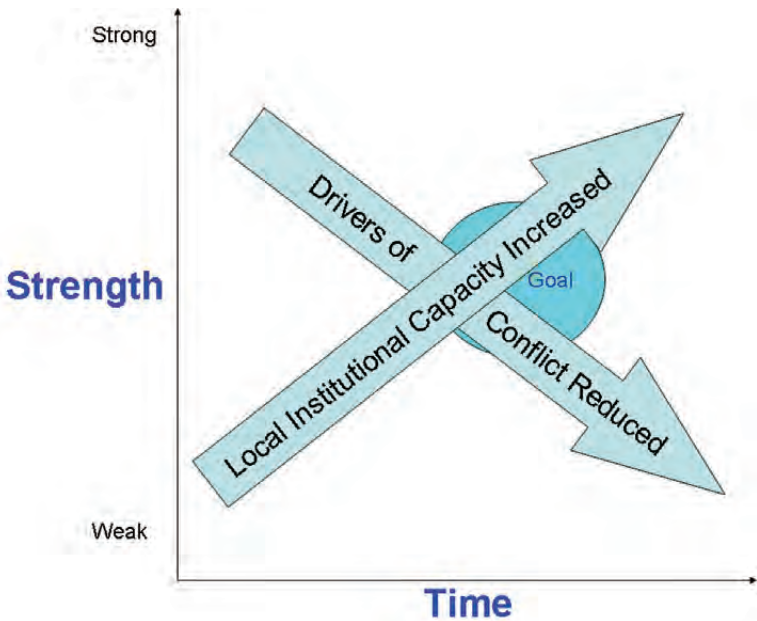 Strong
Drivers of
Local Institutional Capacity Increased
Goal
Strength
Conflict Reduced
Weak
Time